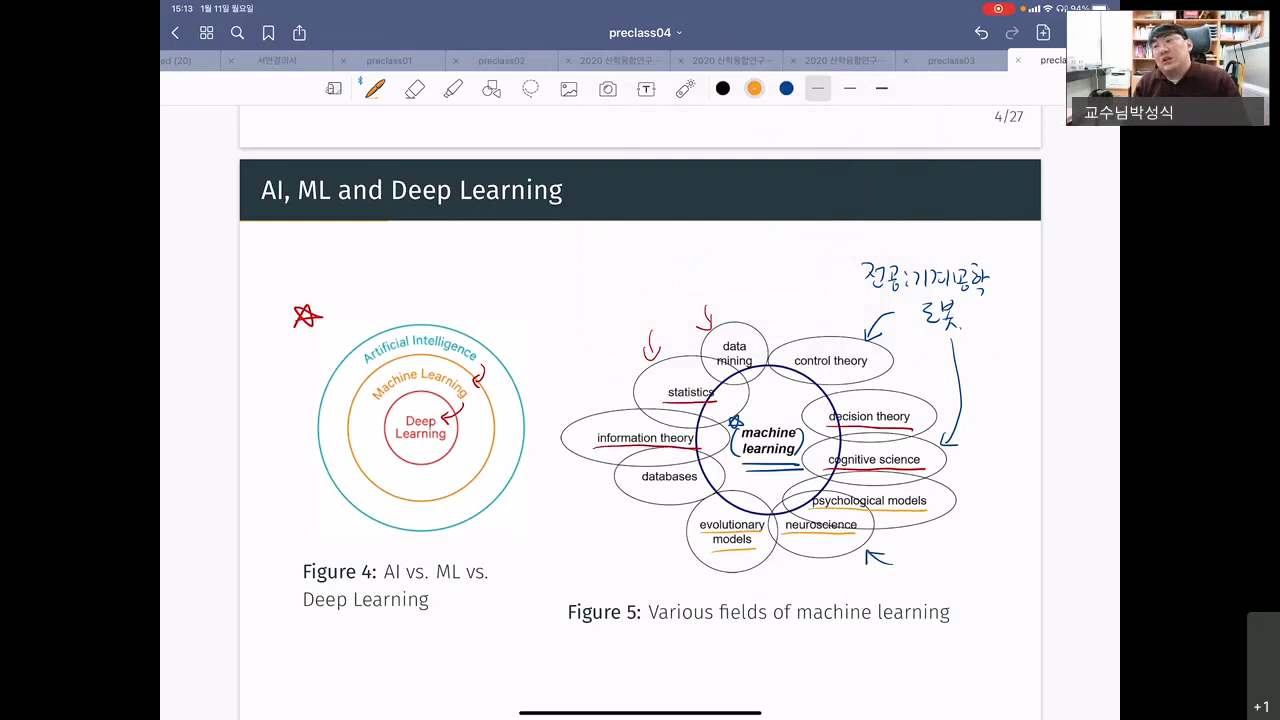 15:13 1월 11일 월요일
94%
preclass04
ed (20)
서면결의서
preclass01
preclass02
2020 산학융합연구…
2020 산학융합연구…
2020 산학융합연구…
preclass03
precla
T
교수님박성식
4/27
AI, ML and Deep Learning
전공:기계공학
로봇.
Artificial Intelligence
Machine Learning
Deep
Learning
data
mining
control theory
statistics
decision theory
information theory
machine
learning
cognitive science
databases
psychological models
evolutionary
models
neuroscience
Figure 4: AI vs. ML vs.
Deep Learning
Figure 5: Various fields of machine learning
+1